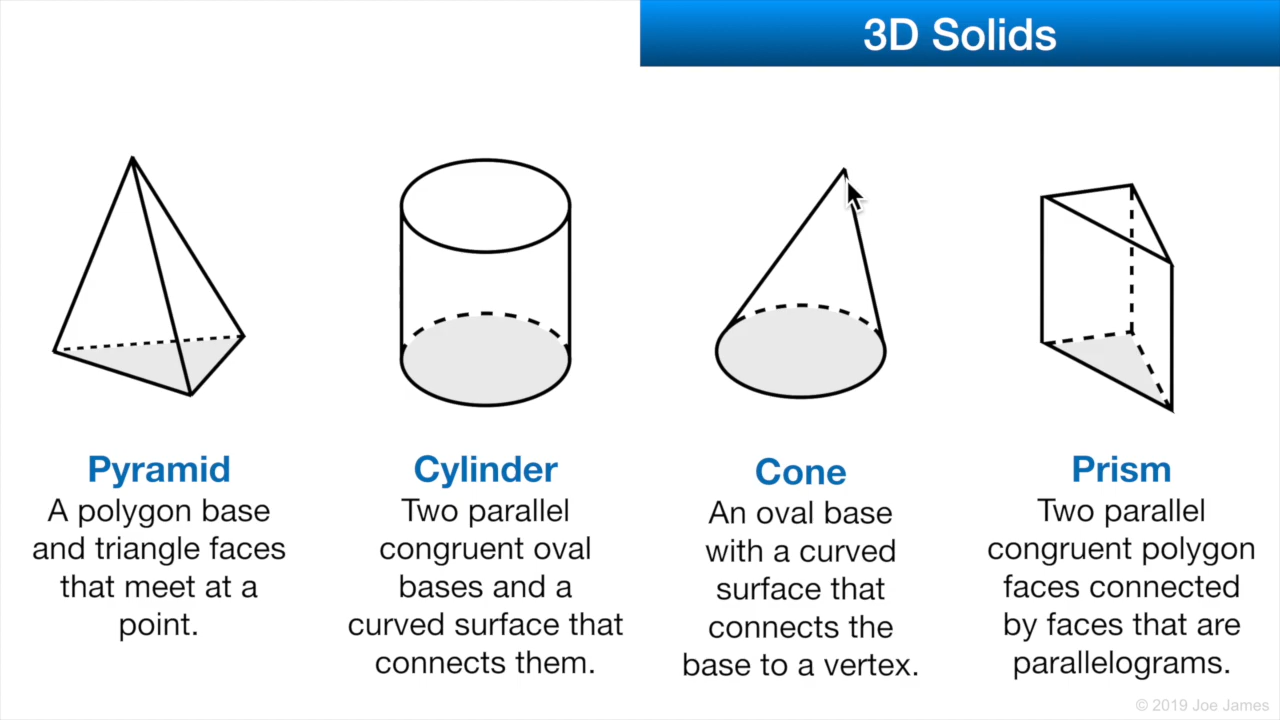 3D Solids
Pyramid
A polygon base
and triangle faces
that meet at a
point.
Cylinder
Two parallel
congruent oval
bases and a
curved surface that
connects them.
Cone
An oval base
with a curved
surface that
connects the
base to a vertex.
Prism
Two parallel
congruent polygon
faces connected
by faces that are
parallelograms.
© 2019 Joe James